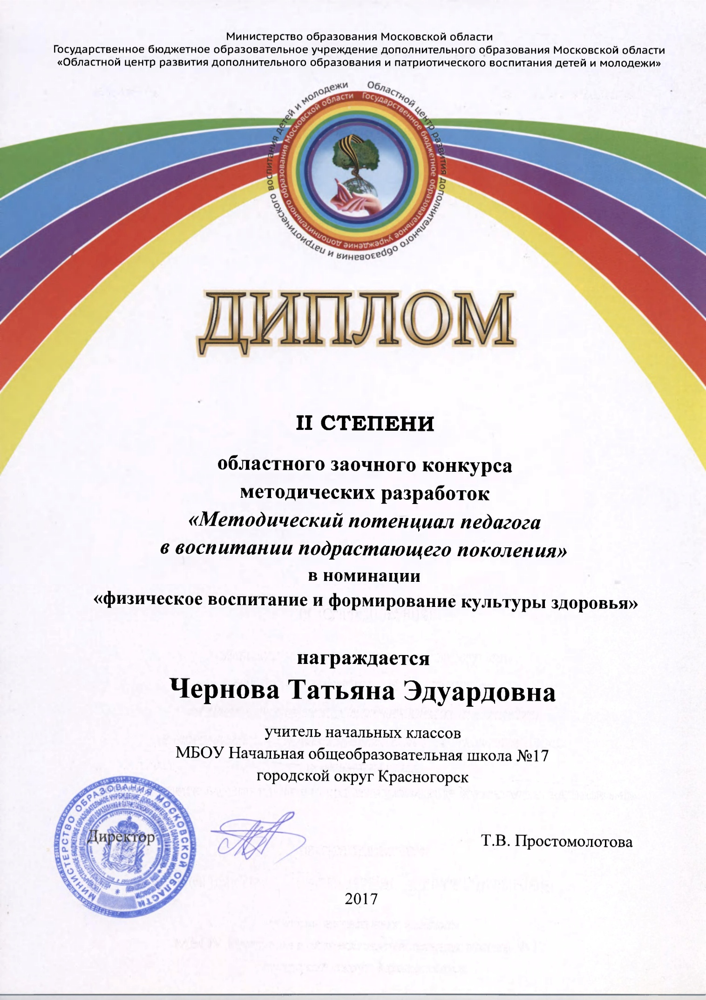 Министерство образования Московской области
Государственное бюджетное образовательное учреждение дополнительного образования Московской области
«Областной центр развития дополнительного образования и патриотического воспитания детей и молодежи»
Областной центр развития дополнительного образования и патриотического воспитания детей и молодежи
Государственное бюджетное образовательное учреждение дополнительного образования Московской области
ДИПЛОМ
II СТЕПЕНИ
областного заочного конкурса
методических разработок
«Методический потенциал педагога
в воспитании подрастающего поколения»
в номинации
«физическое воспитание и формирование культуры здоровья»
награждается
Чернова Татьяна Эдуардовна
учитель начальных классов
МБОУ Начальная общеобразовательная школа №17
городской округ Красногорск
МИНИСТЕРСТВО ОБРАЗОВАНИЯ МОСКОВСКОЙ ОБЛАСТИ
Директор
Т.В. Простомолотова
2017